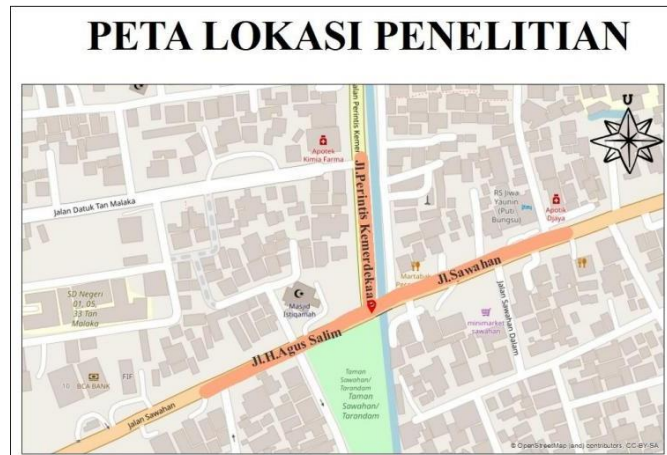 PETA LOKASI PENELITIAN
Jalan Perintis Kemer
U
Apotek
Kimia Farma
Jl.Perintis Kemerdekaa
Jalan Datuk Tan Malaka
RS Jiwa
Yaunin
(Puti
Bungsu)
Apotik
Djaya
Jl.Sawahan
Martabak
Masjid
Istiqamah
SD Negeri
01, 05,
33 Tan
Malaka
minimarket
sawahan
Jalan Sawahan Dalam
Jl.H.Agus Salim
BCA BANK
FIF
Taman
Sawahan/
Tarandam
Taman
Sawahan/
Tarandam
Jalan Sawahan
© OpenStreetMap (and) contributors, CC-BY-SA